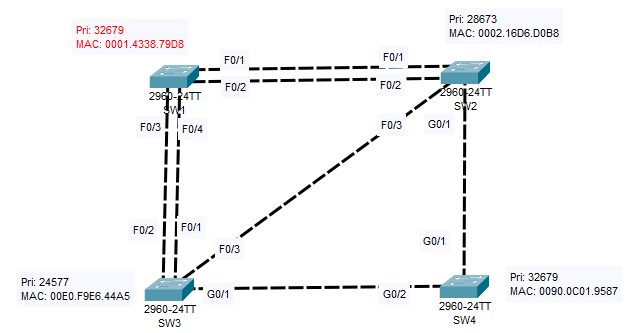 Pri: 32679
MAC: 0001.4338.79D8
Pri: 28673
MAC: 0002.16D6.D0B8
F0/1
F0/1
F0/2
F0/2
2960-24TT
SW1
2960-24TT
SW2
F0/3
F0/4
F0/3
G0/1
F0/2
F0/1
F0/3
G0/1
Pri: 24577
MAC: 00E0.F9E6.44A5
G0/1
G0/2
Pri: 32679
MAC: 0090.0C01.9587
2960-24TT
SW3
2960-24TT
SW4